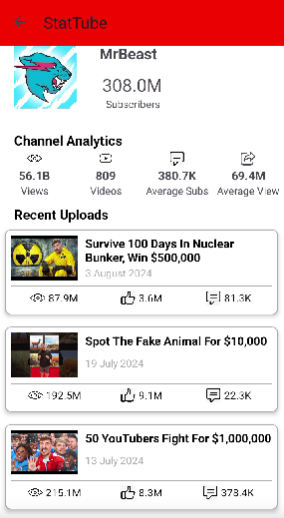 StatTube
MrBeast
308.0M
Subscribers
Channel Analytics
56.1B 809 380.7K 69.4M
Views Videos Average Subs Average View
Recent Uploads
Survive 100 Days In Nuclear
Bunker, Win $500,000
3 August 2024
87.9M 3.6M 81.3K
Spot The Fake Animal For $10,000
19 July 2024
192.5M 9.1M 22.3K
50 YouTubers Fight For $1,000,000
13 July 2024
215.1M 8.3M 378.4K